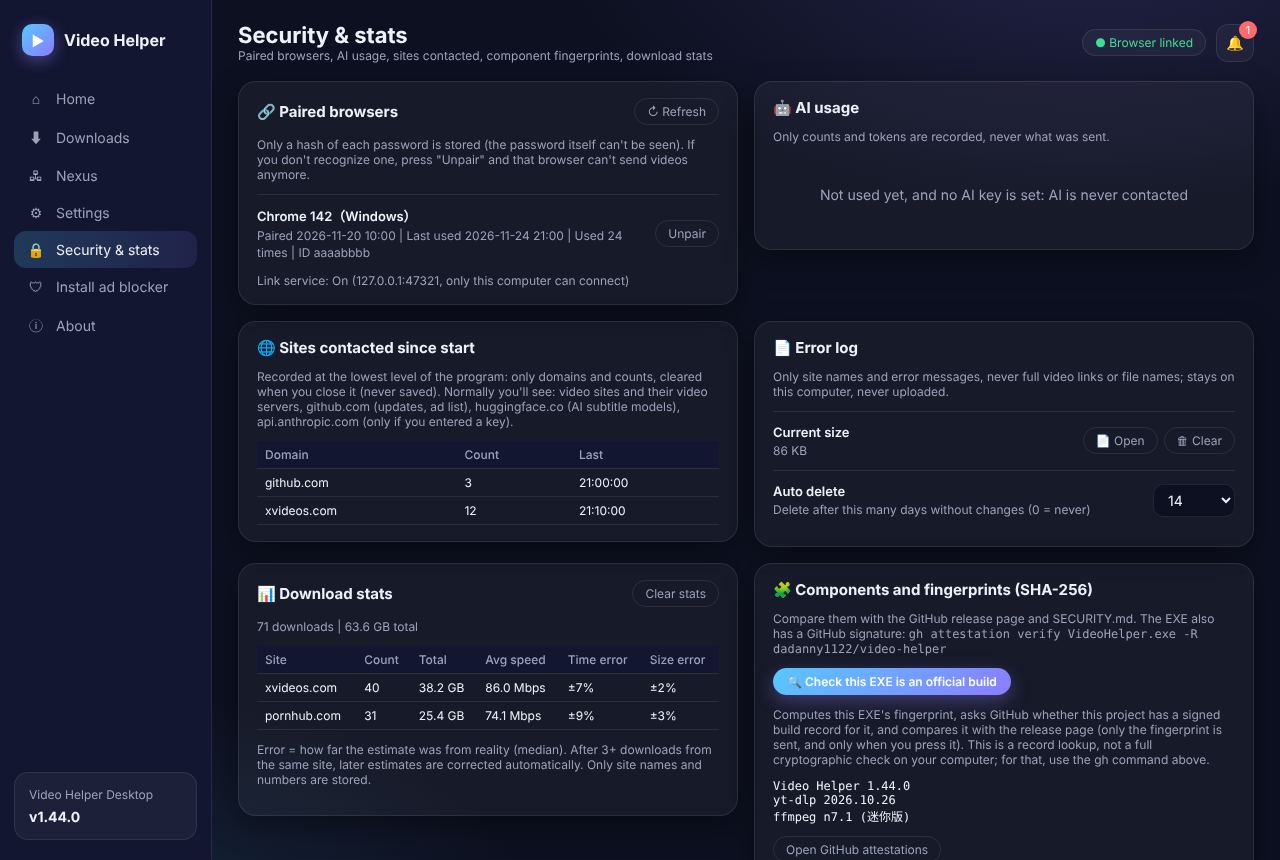 Video Helper
Home
Downloads
Nexus
Settings
Security & stats
Install ad blocker
About
Video Helper Desktop
v1.44.0
Security & stats
Paired browsers, AI usage, sites contacted, component fingerprints, download stats
Browser linked
1
Paired browsers
Refresh
Only a hash of each password is stored (the password itself can't be seen). If
you don't recognize one, press "Unpair" and that browser can't send videos
anymore.
Chrome 142（Windows）
Paired 2026-11-20 10:00 | Last used 2026-11-24 21:00 | Used 24
times | ID aaaabbbb
Unpair
Link service: On (127.0.0.1:47321, only this computer can connect)
AI usage
Only counts and tokens are recorded, never what was sent.
Not used yet, and no AI key is set: AI is never contacted
Sites contacted since start
Recorded at the lowest level of the program: only domains and counts, cleared
when you close it (never saved). Normally you'll see: video sites and their video
servers, github.com (updates, ad list), huggingface.co (AI subtitle models),
api.anthropic.com (only if you entered a key).
Domain Count Last
github.com 3 21:00:00
xvideos.com 12 21:10:00
Error log
Only site names and error messages, never full video links or file names; stays on
this computer, never uploaded.
Current size
86 KB
Open
Clear
Auto delete
Delete after this many days without changes (0 = never)
14
Download stats
Clear stats
71 downloads | 63.6 GB total
Site Count Total Avg speed Time error Size error
xvideos.com 40 38.2 GB 86.0 Mbps ±7% ±2%
pornhub.com 31 25.4 GB 74.1 Mbps ±9% ±3%
Error = how far the estimate was from reality (median). After 3+ downloads from
the same site, later estimates are corrected automatically. Only site names and
numbers are stored.
Components and fingerprints (SHA-256)
Compare them with the GitHub release page and SECURITY.md. The EXE also
has a GitHub signature: gh attestation verify VideoHelper.exe -R
dadanny1122/video-helper
Check this EXE is an official build
Computes this EXE's fingerprint, asks GitHub whether this project has a signed
build record for it, and compares it with the release page (only the fingerprint is
sent, and only when you press it). This is a record lookup, not a full
cryptographic check on your computer; for that, use the gh command above.
Video Helper 1.44.0
yt-dlp 2026.10.26
ffmpeg n7.1 (迷你版)
Open GitHub attestations